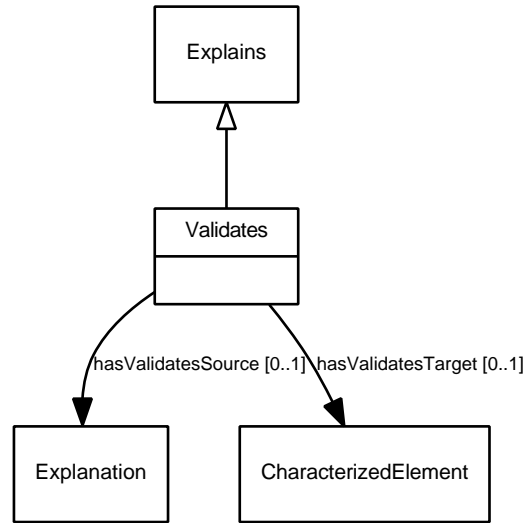 Explains
Validates
hasValidatesSource [0..1]
hasValidatesTarget [0..1]
Explanation
CharacterizedElement